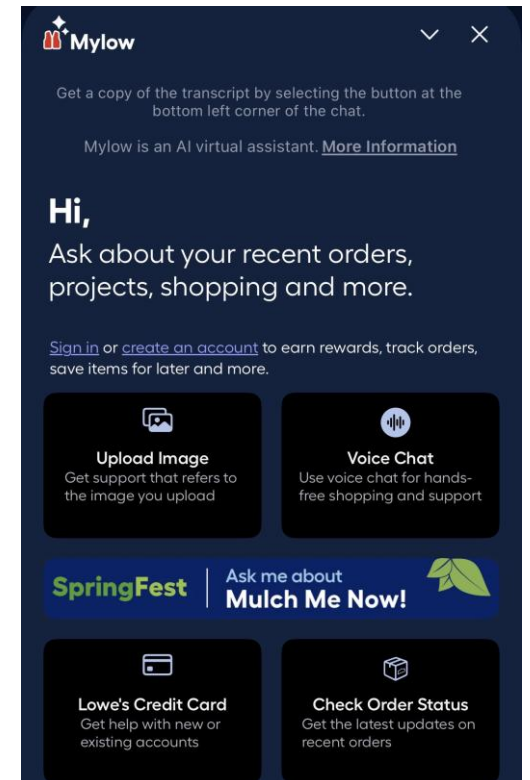 Mylow
Get a copy of the transcript by selecting the button at the
bottom left corner of the chat.
Mylow is an AI virtual assistant. More Information
Hi,
Ask about your recent orders,
projects, shopping and more.
Sign in or create an account to earn rewards, track orders,
save items for later and more.
Upload Image
Get support that refers to
the image you upload
Voice Chat
Use voice chat for hands-
free shopping and support
SpringFest
Ask me about
Mulch Me Now!
Lowe's Credit Card
Get help with new or
existing accounts
Check Order Status
Get the latest updates on
recent orders